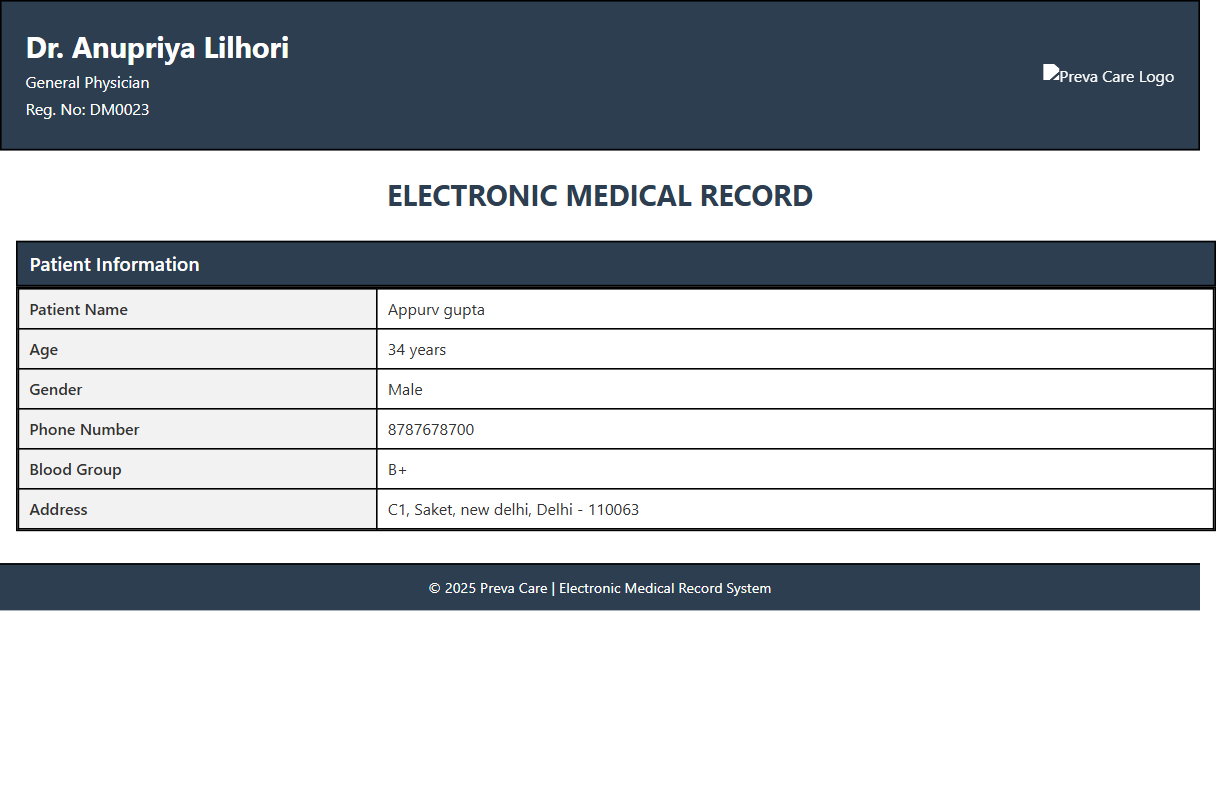 Dr. Anupriya Lilhori
General Physician
Reg. No: DM0023
Preva Care Logo
ELECTRONIC MEDICAL RECORD
Patient Information
Patient Name Appurv gupta
Age 34 years
Gender Male
Phone Number 8787678700
Blood Group B+
Address C1, Saket, new delhi, Delhi - 110063
© 2025 Preva Care | Electronic Medical Record System